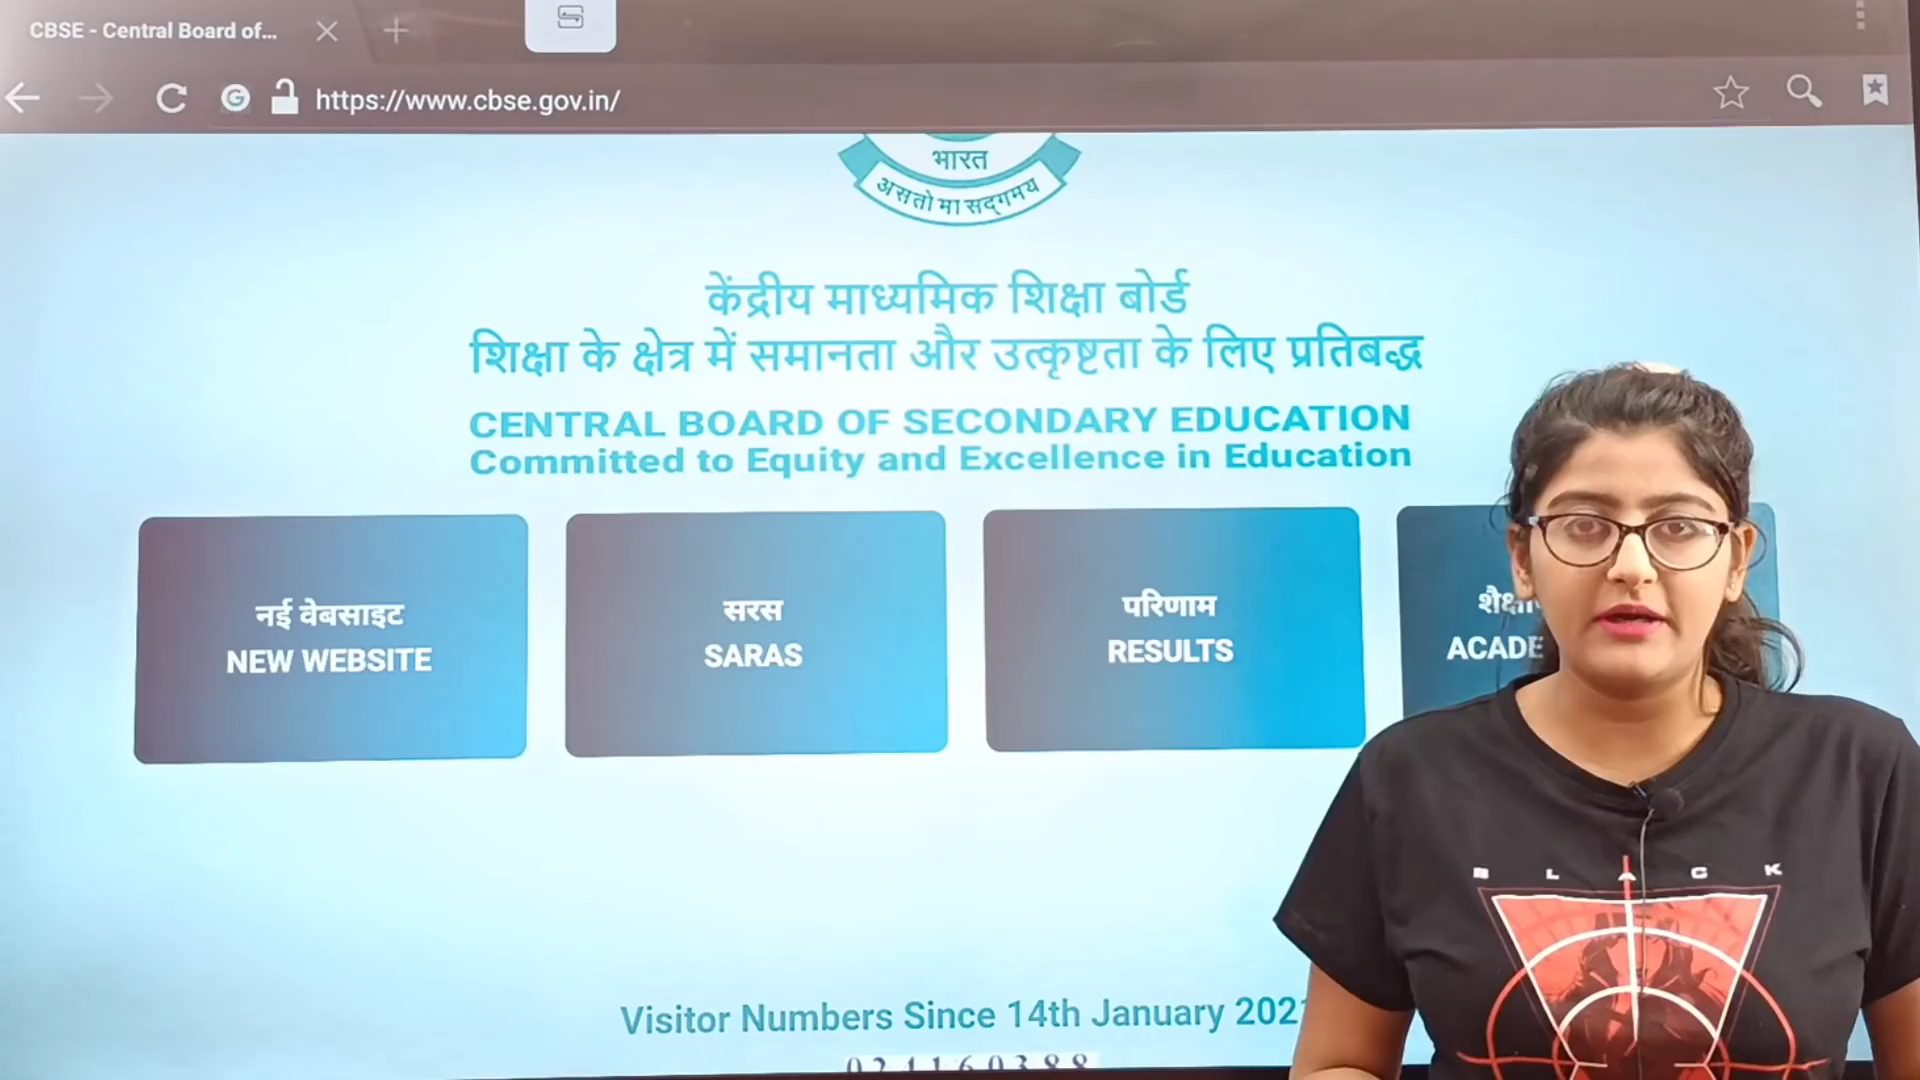 CBSE - Central Board of...
https://www.cbse.gov.in/
भारत
असतो मा सद्गमय
केंद्रीय माध्यमिक शिक्षा बोर्ड
शिक्षा के क्षेत्र में समानता और उत्कृष्टता के लिए प्रतिबद्ध
CENTRAL BOARD OF SECONDARY EDUCATION
Committed to Equity and Excellence in Education
नई वेबसाइट
NEW WEBSITE
सरस
SARAS
परिणाम
RESULTS
ACADE
BLACK
Visitor Numbers Since 14th January 202